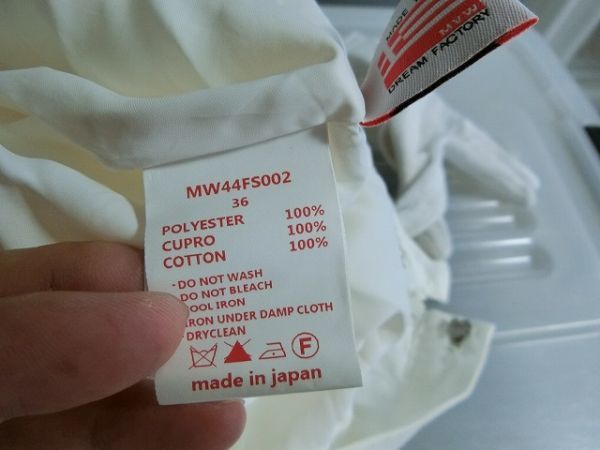 MADE
M.V.W
DREAM FACTORY
MW44FS002
36
POLYESTER 100%
CUPRO 100%
COTTON 100%
- DO NOT WASH
DO NOT BLEACH
OOL IRON
IRON UNDER DAMP CLOTH
DRYCLEAN
F
made in japan